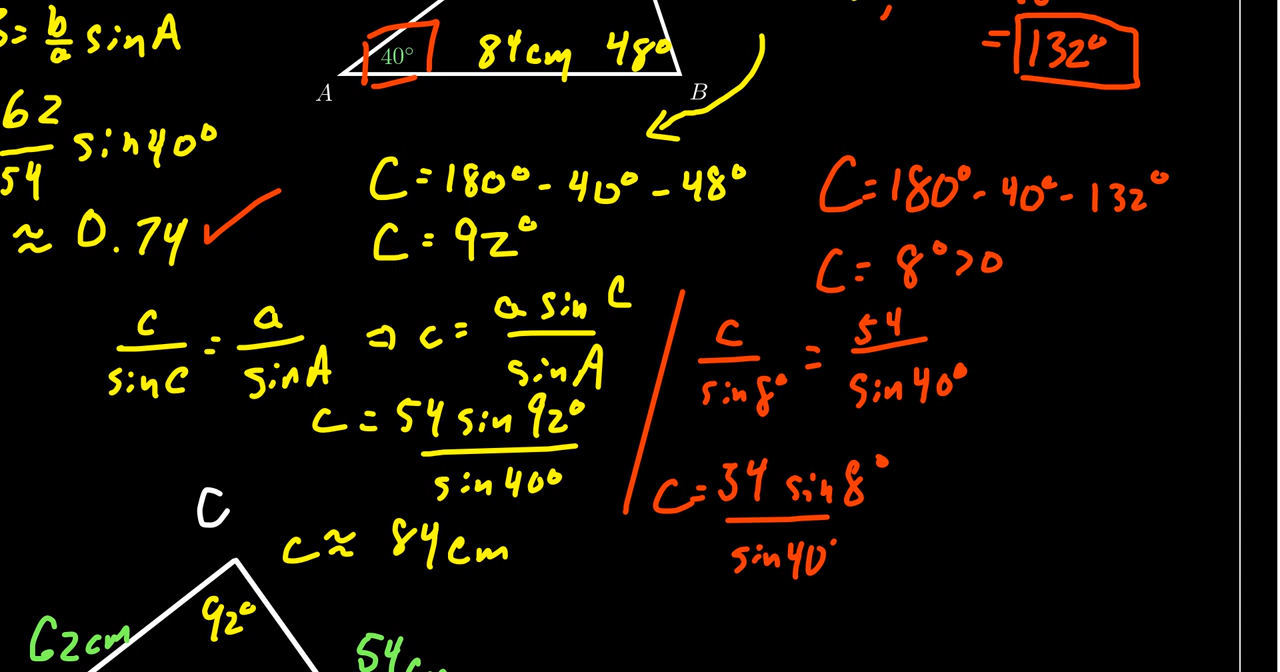 = b/a sin A
40°
84cm
48°
= 132°
A
B
62/54 sin 40°
≈ 0.74 ✓
C = 180° - 40° - 48°
C = 92°
C = 180° - 40° - 132°
C = 8° > 0
c/sin C = a/sin A ⇒ c = a sin C/sin A
c = 54 sin 92°/sin 40°
c ≈ 84cm
c/sin 8° = 54/sin 40°
C = 34 sin 8°/sin 40°
C
92°
62cm
54c